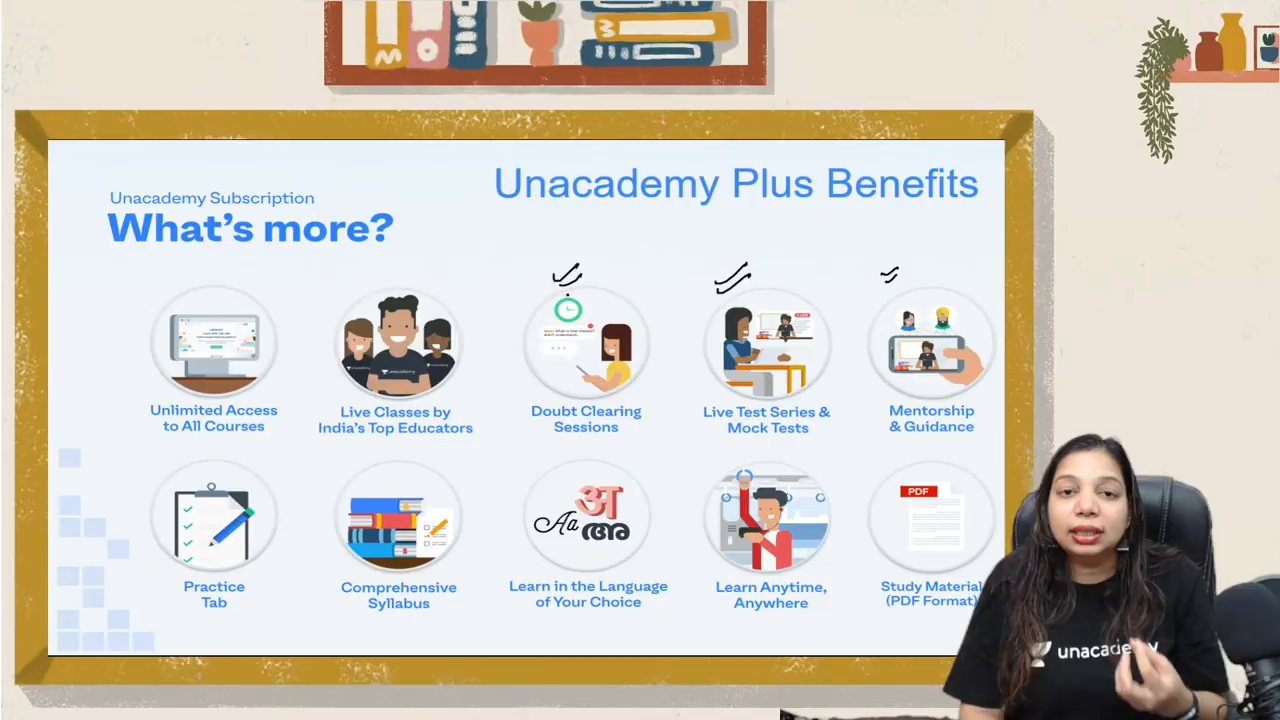 Unacademy Plus Benefits
Unacademy Subscription
What's more?
Unlimited Access
to All Courses
Live Classes by
India's Top Educators
Doubt Clearing
Sessions
Live Test Series &
Mock Tests
Mentorship
& Guidance
unacademy
Practice
Tab
Comprehensive
Syllabus
Aa
अ
അ
Learn in the Language
of Your Choice
Learn Anytime,
Anywhere
PDF
Study Material
(PDF Format)
unacademy